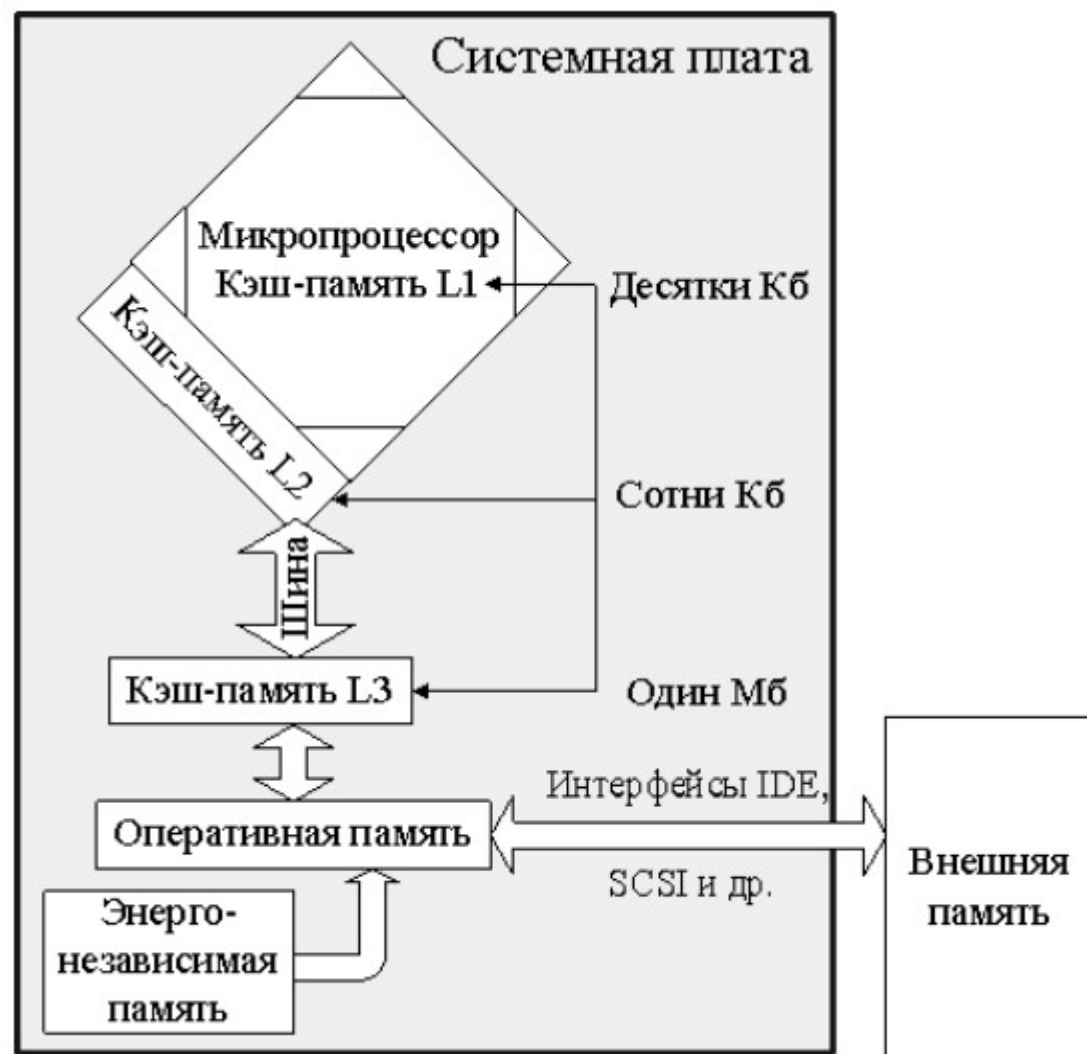 Системная плата
Микропроцессор
Кэш-память L1
Десятки Кб
Кэш-память L2
Сотни Кб
Шина
Кэш-память L3
Один Мб
Интерфейсы IDE,
Оперативная память
SCSI и др.
Внешняя
память
Энерго-
независимая
память